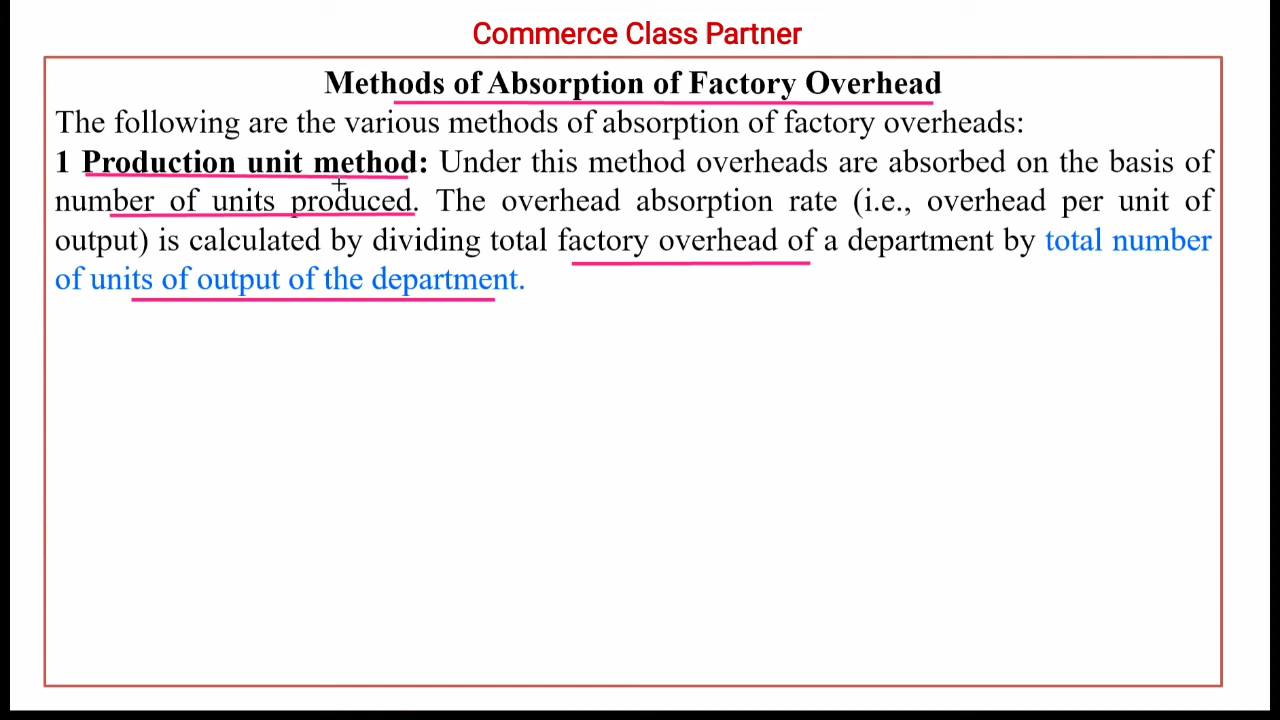 Commerce Class Partner
Methods of Absorption of Factory Overhead
The following are the various methods of absorption of factory overheads:
1 Production unit method: Under this method overheads are absorbed on the basis of
number of units produced. The overhead absorption rate (i.e., overhead per unit of
output) is calculated by dividing total factory overhead of a department by total number
of units of output of the department.